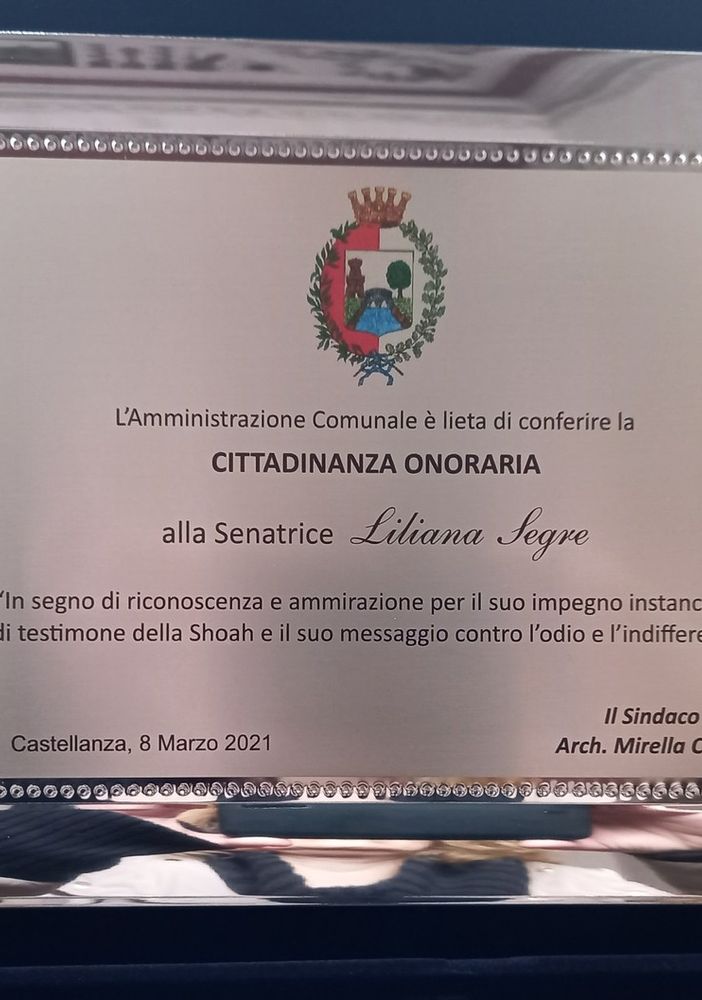 L'Amministrazione Comunale è lieta di conferire la
CITTADINANZA ONORARIA
alla Senatrice Liliana Segre
"In segno di riconoscenza e ammirazione per il suo impegno
di testimone della Shoah e il suo messaggio contro l'odio e
Il Sindaco
Castellanza, 8 Marzo 2021
Arch. Mirella